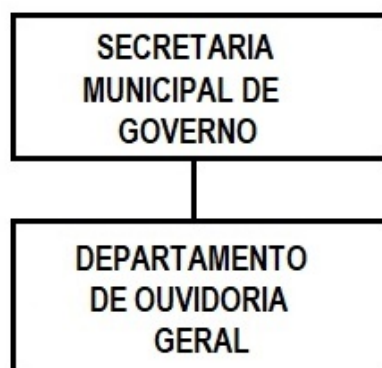 SECRETARIA
MUNICIPAL DE
GOVERNO
DEPARTAMENTO
DE OUVIDORIA
GERAL